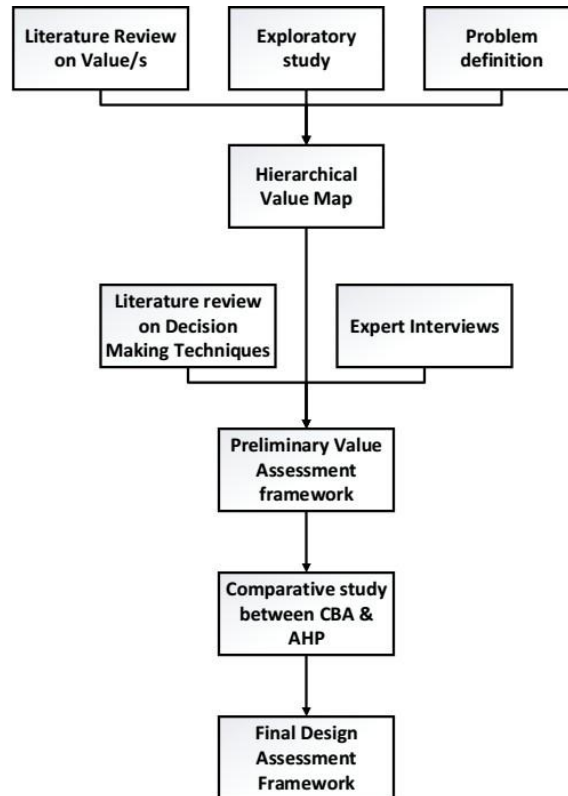 Literature Review
on Value/s
Exploratory
study
Problem
definition
Hierarchical
Value Map
Literature review
on Decision
Making Techniques
Expert Interviews
Preliminary Value
Assessment
framework
Comparative study
between CBA &
AHP
Final Design
Assessment
Framework